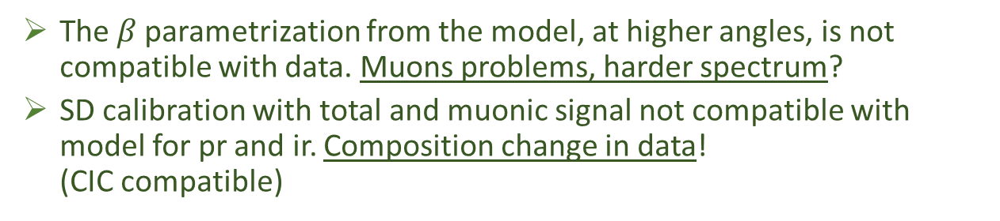 ➢ The β parametrization from the model, at higher angles, is not
compatible with data. Muons problems, harder spectrum?
➢ SD calibration with total and muonic signal not compatible with
model for pr and ir. Composition change in data!
(CIC compatible)